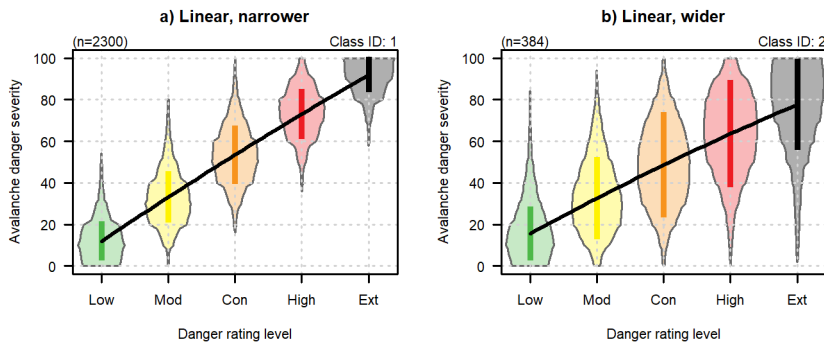 a) Linear, narrower
(n=2300) Class ID: 1
Avalanche danger severity
100
80
60
40
20
0
Low Mod Con High Ext
Danger rating level
b) Linear, wider
(n=384) Class ID: 2
Avalanche danger severity
100
80
60
40
20
0
Low Mod Con High Ext
Danger rating level